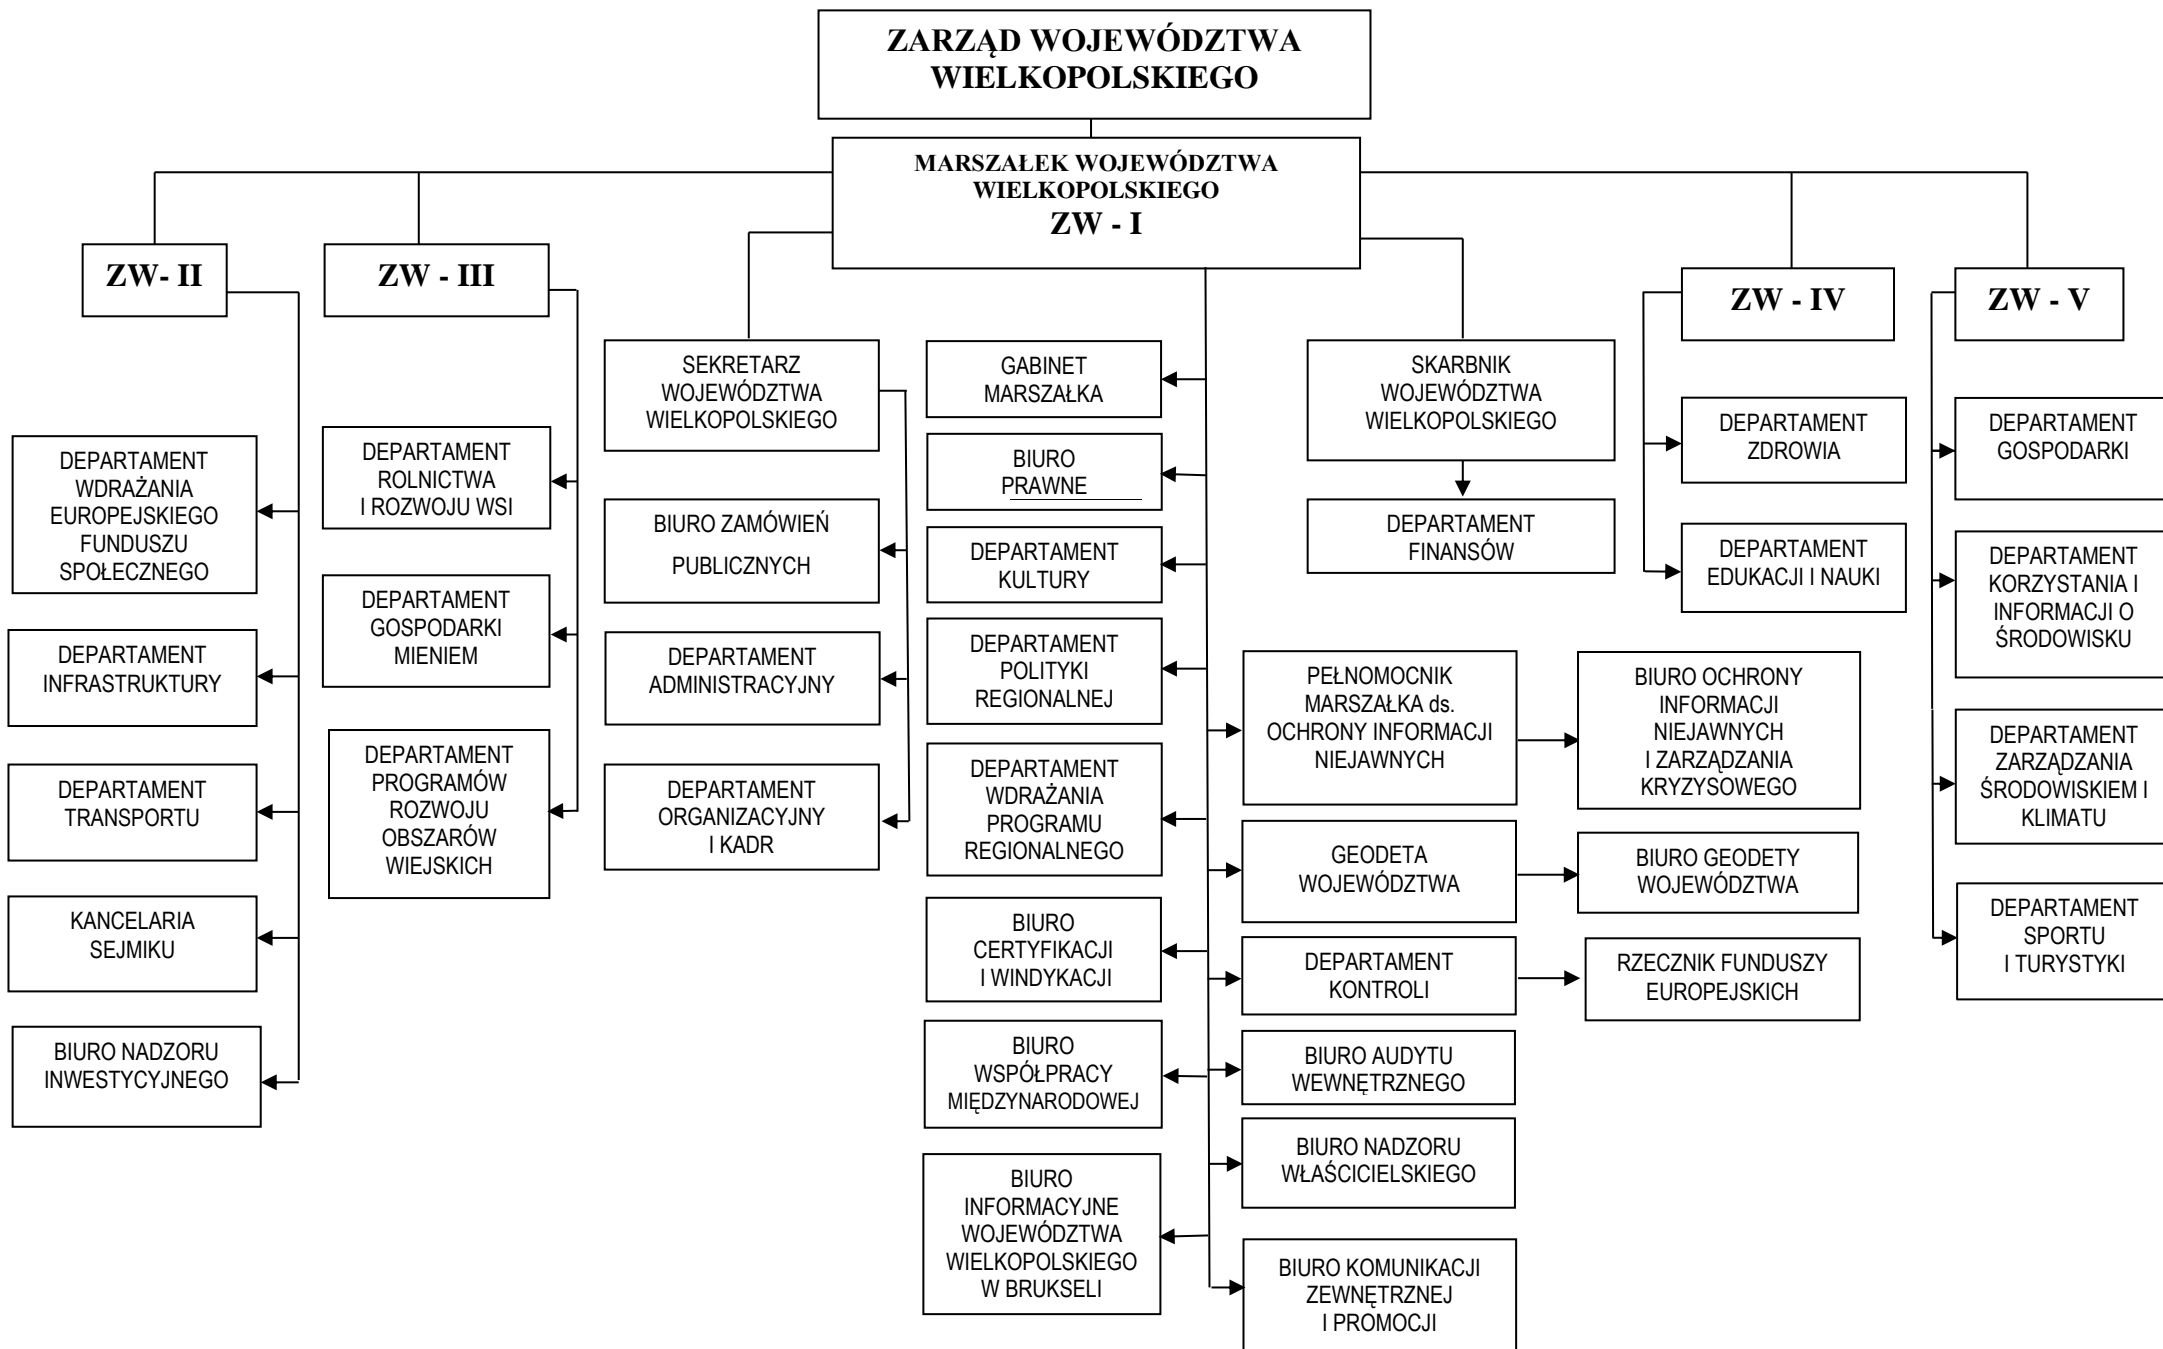 ZARZĄD WOJEWÓDZTWA
WIELKOPOLSKIEGO
MARSZAŁEK WOJEWÓDZTWA
WIELKOPOLSKIEGO
ZW - I
ZW- II
ZW - III
ZW - IV
ZW - V
DEPARTAMENT
WDRAŻANIA
EUROPEJSKIEGO
FUNDUSZU
SPOŁECZNEGO
DEPARTAMENT
INFRASTRUKTURY
DEPARTAMENT
TRANSPORTU
KANCELARIA
SEJMIKU
BIURO NADZORU
INWESTYCYJNEGO
DEPARTAMENT
ROLNICTWA
I ROZWOJU WSI
DEPARTAMENT
GOSPODARKI
MIENIEM
DEPARTAMENT
PROGRAMÓW
ROZWOJU
OBSZARÓW
WIEJSKICH
SEKRETARZ
WOJEWÓDZTWA
WIELKOPOLSKIEGO
BIURO ZAMÓWIEŃ
PUBLICZNYCH
DEPARTAMENT
ADMINISTRACYJNY
DEPARTAMENT
ORGANIZACYJNY
I KADR
GABINET
MARSZAŁKA
BIURO
PRAWNE
DEPARTAMENT
KULTURY
DEPARTAMENT
POLITYKI
REGIONALNEJ
DEPARTAMENT
WDRAŻANIA
PROGRAMU
REGIONALNEGO
BIURO
CERTYFIKACJI
I WINDYKACJI
BIURO
WSPÓŁPRACY
MIĘDZYNARODOWEJ
BIURO
INFORMACYJNE
WOJEWÓDZTWA
WIELKOPOLSKIEGO
W BRUKSELI
SKARBNIK
WOJEWÓDZTWA
WIELKOPOLSKIEGO
DEPARTAMENT
FINANSÓW
PEŁNOMOCNIK
MARSZAŁKA ds.
OCHRONY INFORMACJI
NIEJAWNYCH
GEODETA
WOJEWÓDZTWA
DEPARTAMENT
KONTROLI
BIURO AUDYTU
WEWNĘTRZNEGO
BIURO NADZORU
WŁAŚCICIELSKIEGO
BIURO KOMUNIKACJI
ZEWNĘTRZNEJ
I PROMOCJI
BIURO OCHRONY
INFORMACJI
NIEJAWNYCH
I ZARZĄDZANIA
KRYZYSOWEGO
BIURO GEODETY
WOJEWÓDZTWA
RZECZNIK FUNDUSZY
EUROPEJSKICH
DEPARTAMENT
ZDROWIA
DEPARTAMENT
EDUKACJI I NAUKI
DEPARTAMENT
GOSPODARKI
DEPARTAMENT
KORZYSTANIA I
INFORMACJI O
ŚRODOWISKU
DEPARTAMENT
ZARZĄDZANIA
ŚRODOWISKIEM I
KLIMATU
DEPARTAMENT
SPORTU
I TURYSTYKI